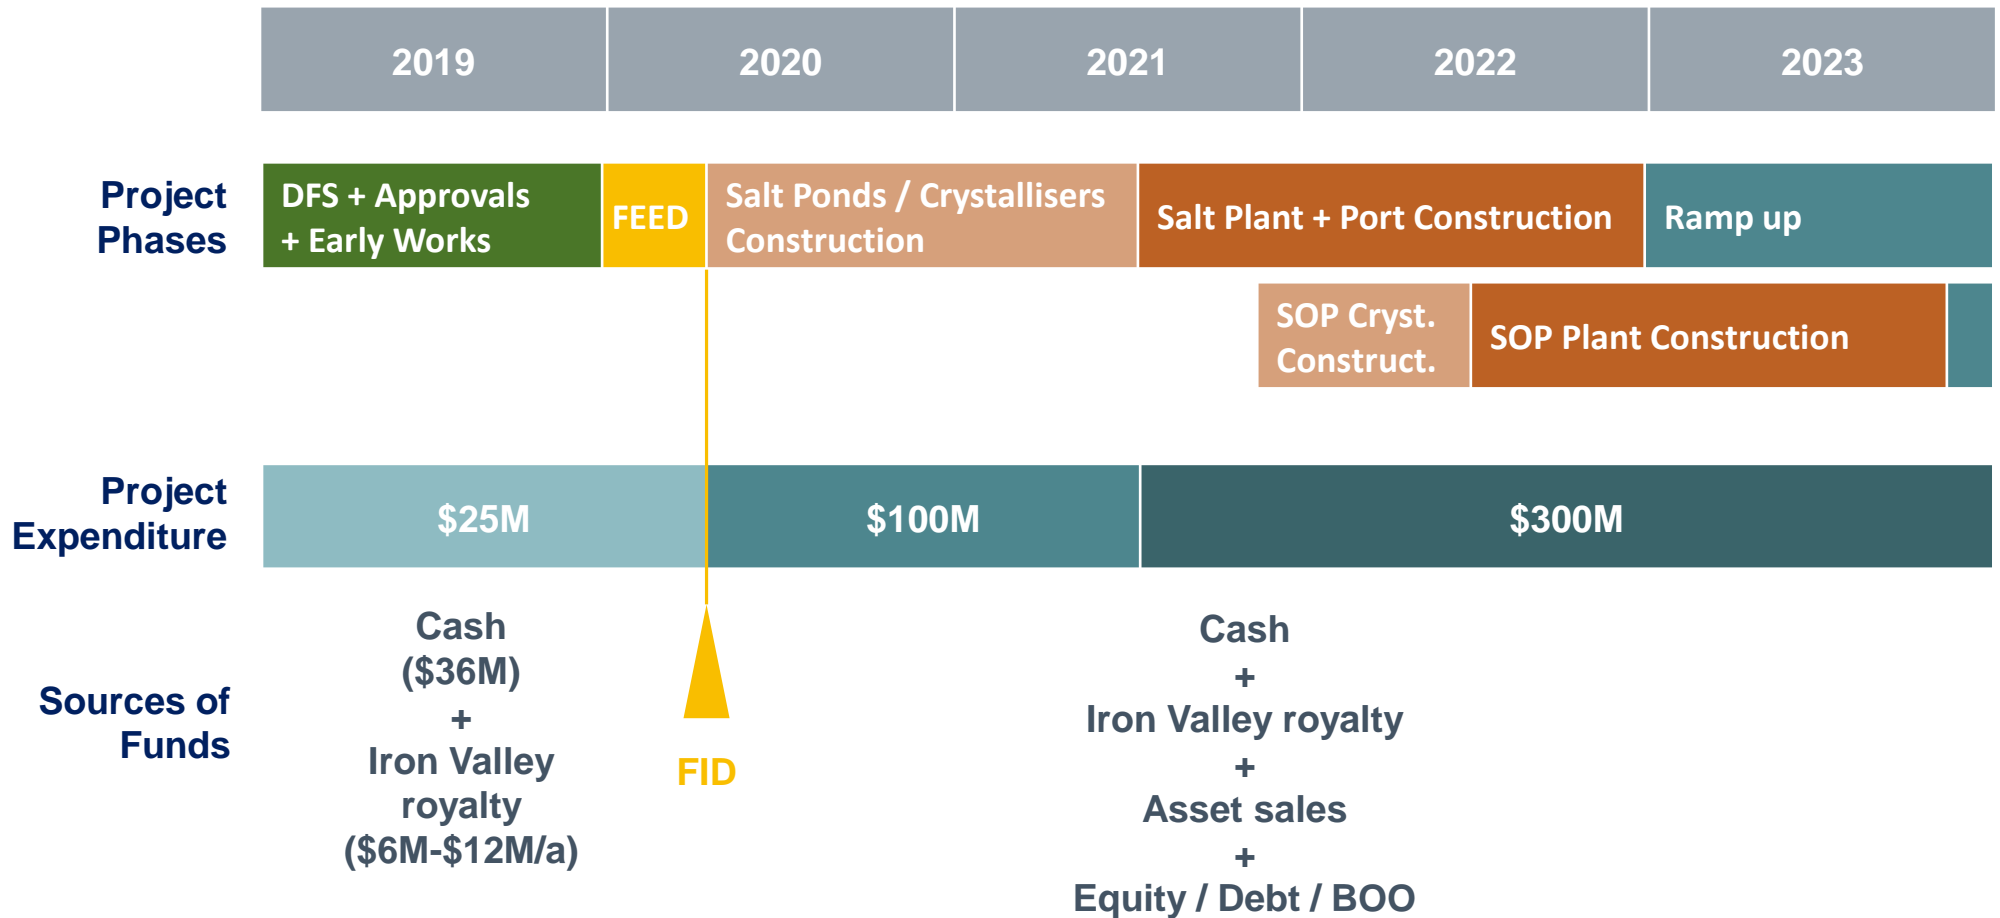 2019
2020
2021
2022
2023
Project
Phases
DFS + Approvals
+ Early Works
FEED
Salt Ponds / Crystallisers
Construction
Salt Plant + Port Construction
Ramp up
SOP Cryst.
Construct.
SOP Plant Construction
Project
Expenditure
$25M
$100M
$300M
Sources of
Funds
Cash
($36M)
+
Iron Valley
royalty
($6M-$12M/a)
FID
Cash
+
Iron Valley royalty
+
Asset sales
+
Equity / Debt / BOO